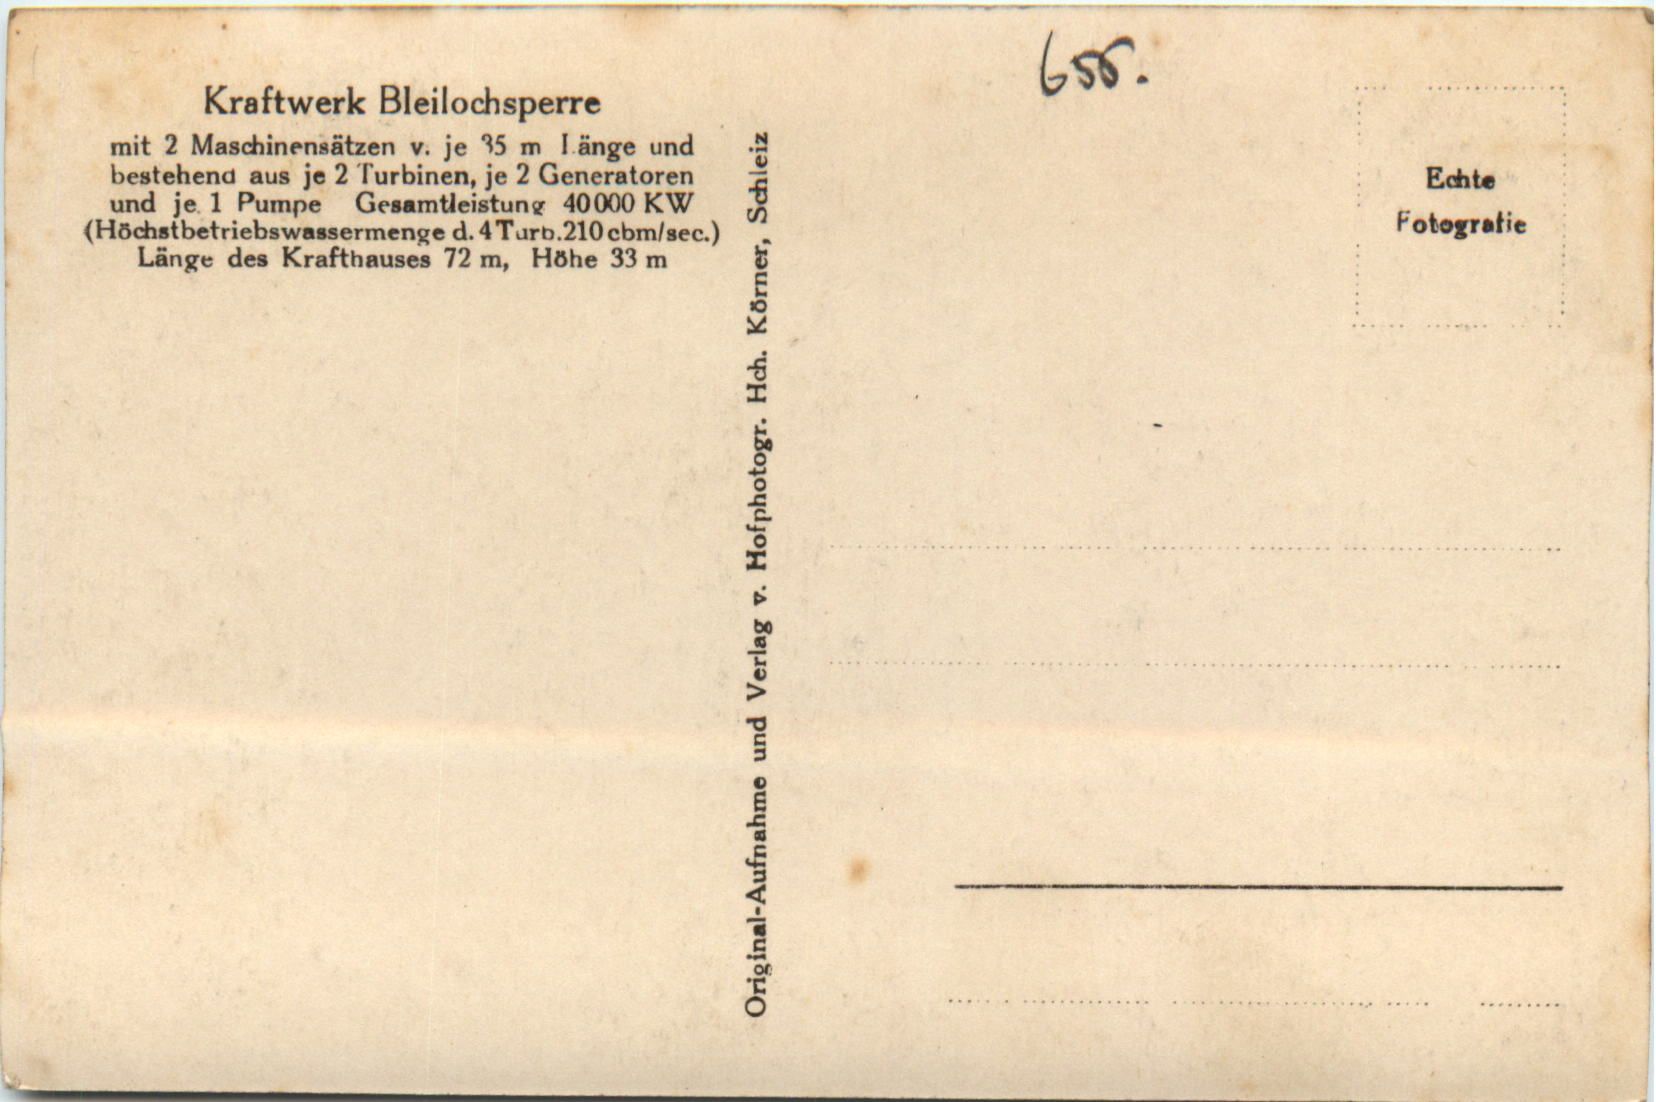 Kraftwerk Bleilochsperre
mit 2 Maschinensätzen v. je 35 m Länge und
bestehend aus je 2 Turbinen, je 2 Generatoren
und je 1 Pumpe Gesamtleistung 40000 KW
(Höchstbetriebswassermenge d. 4 Turb. 210 cbm/sec.)
Länge des Krafthauses 72 m, Höhe 33 m
Original-Aufnahme und Verlag v. Hofphotogr. Hch. Körner, Schleiz
Echte
Fotografie